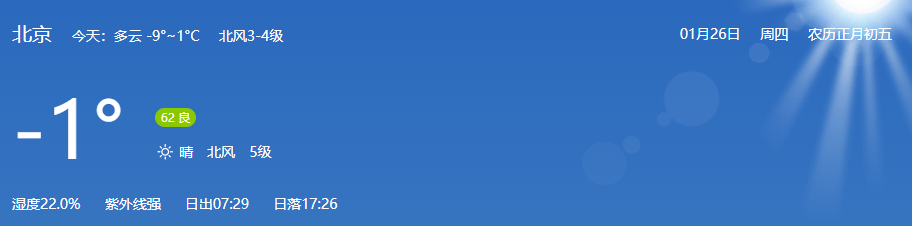 北京 今天：多云 -9°~1°C 北风3-4级 01月26日 周四 农历正月初五
-1°
62 良
晴 北风 5级
湿度22.0% 紫外线强 日出07:29 日落17:26